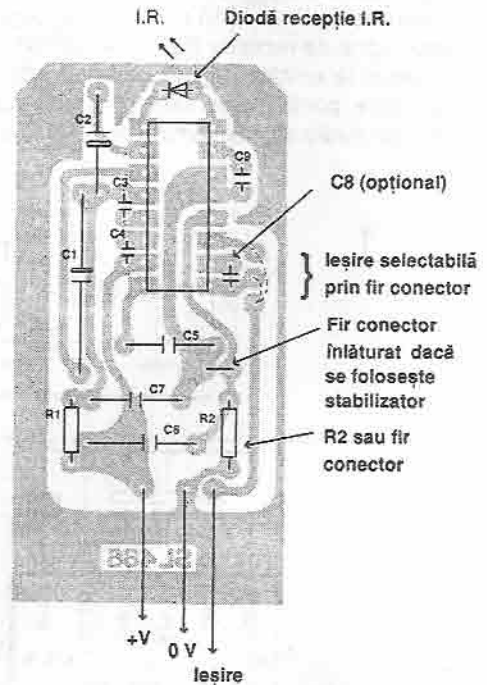 I.R.
Diodă recepție I.R.
C2
C9
C3
C8 (opțional)
C4
C1
Ieșire selectabilă
prin fir conector
Fir conector
înlăturat dacă
se folosește
stabilizator
C5
C7
R1
R2
C6
R2 sau fir
conector
SL486
+V
0 V
Ieșire